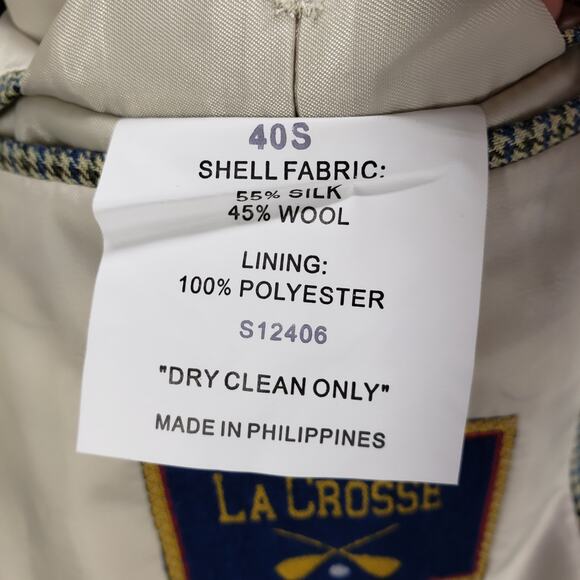 40S
SHELL FABRIC:
55% SILK
45% WOOL
LINING:
100% POLYESTER
S12406
"DRY CLEAN ONLY"
MADE IN PHILIPPINES
LA CROSSE